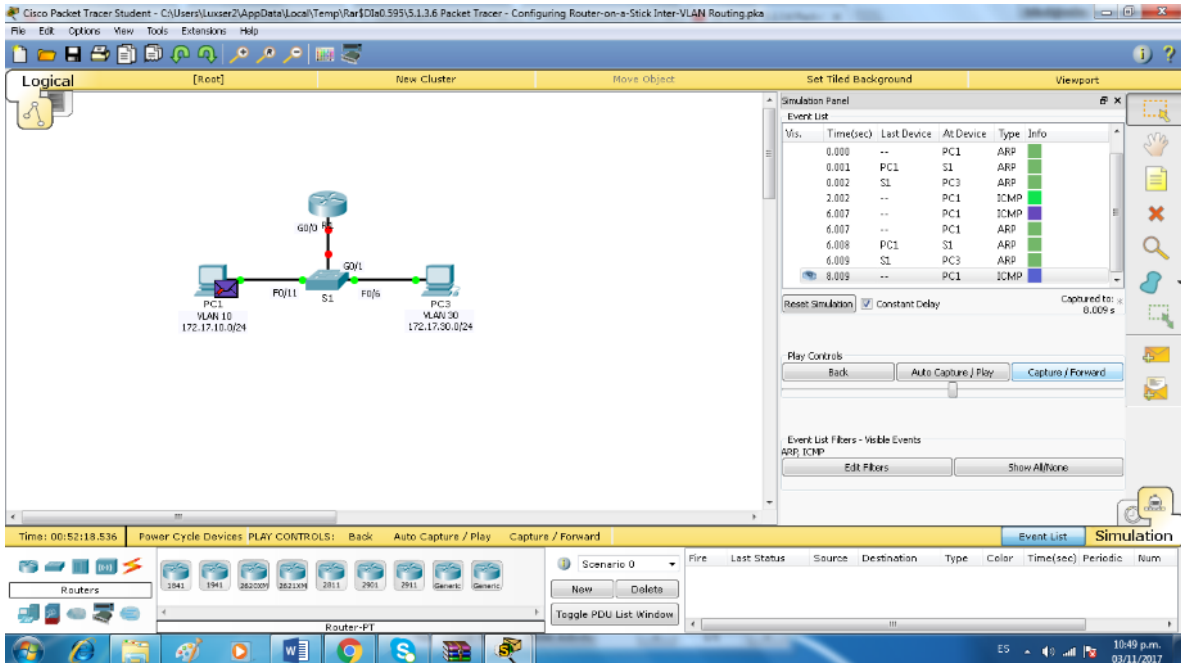 Cisco Packet Tracer Student - C:\Users\Luxser2\AppData\Local\Temp\Rar$DIa0.595\5.1.3.6 Packet Tracer - Configuring Router-on-a-Stick Inter-VLAN Routing.pka
File Edit Options View Tools Extensions Help
Logical [Root] New Cluster Move Object Set Tiled Background Viewport
Simulation Panel
Event List
Vis. Time(sec) Last Device At Device Type Info
0.000 -- PC1 ARP
0.001 PC1 S1 ARP
0.002 S1 PC3 ARP
2.002 -- PC1 ICMP
6.007 -- PC1 ICMP
6.007 -- PC1 ARP
6.008 PC1 S1 ARP
6.009 S1 PC3 ARP
8.009 -- PC1 ICMP
Reset Simulation Constant Delay Captured to:
8.009 s
Play Controls
Back Auto Capture / Play Capture / Forward
Event List Filters - Visible Events
ARP, ICMP
Edit Filters Show All/None
G0/0
G0/1
F0/11 S1 F0/6
PC1
VLAN 10
172.17.10.0/24
PC3
VLAN 30
172.17.30.0/24
Time: 00:52:18.536 Power Cycle Devices PLAY CONTROLS: Back Auto Capture / Play Capture / Forward Event List Simulation
Routers
1841 1941 2620XM 2621XM 2811 2901 2911 Generic Generic
Router-PT
Scenario 0
New Delete
Toggle PDU List Window
Fire Last Status Source Destination Type Color Time(sec) Periodic Num
ES
10:49 p.m.
03/11/2017